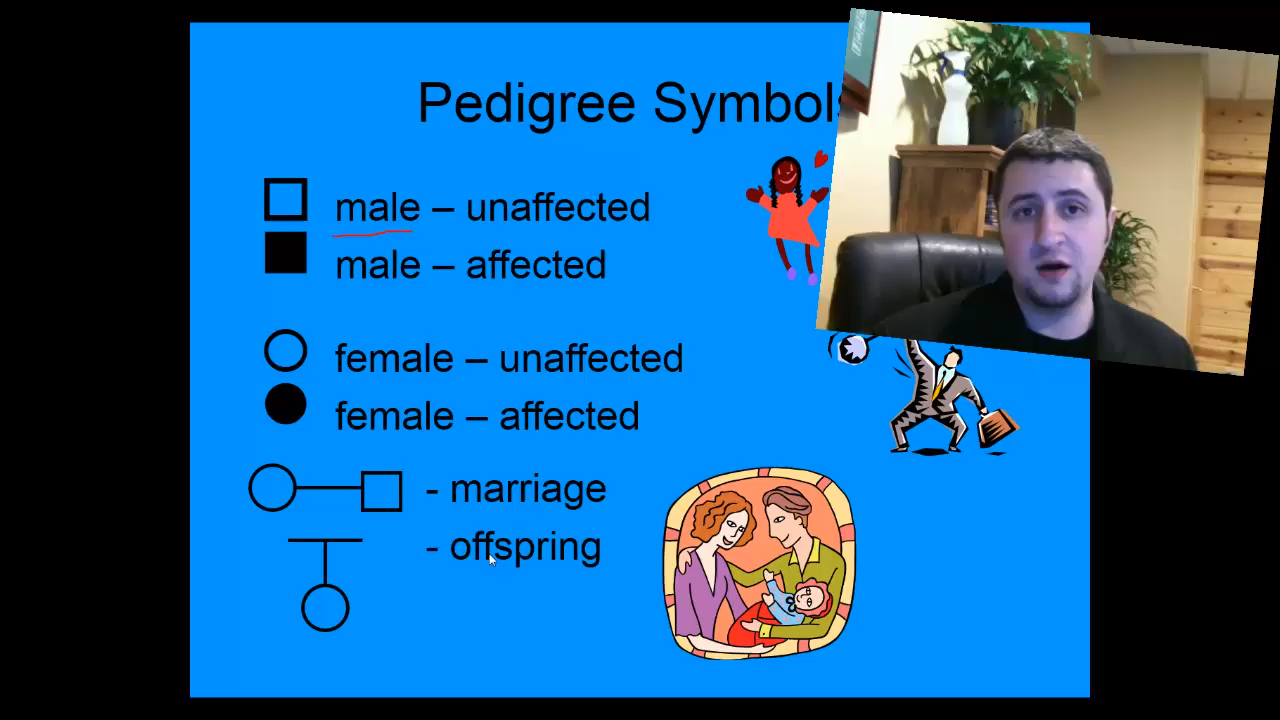 Pedigree Symbols
male – unaffected
male – affected
female – unaffected
female – affected
- marriage
- offspring